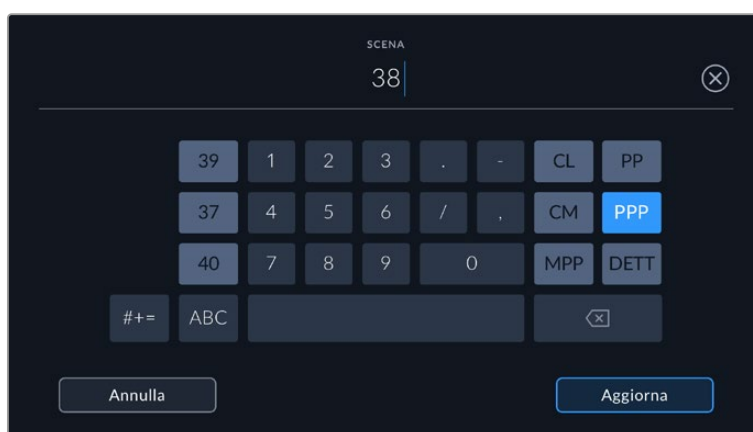 SCENA
38
39 1 2 3 . - CL PP
37 4 5 6 / , CM PPP
40 7 8 9 0 MPP DETT
#+= ABC
Annulla Aggiorna